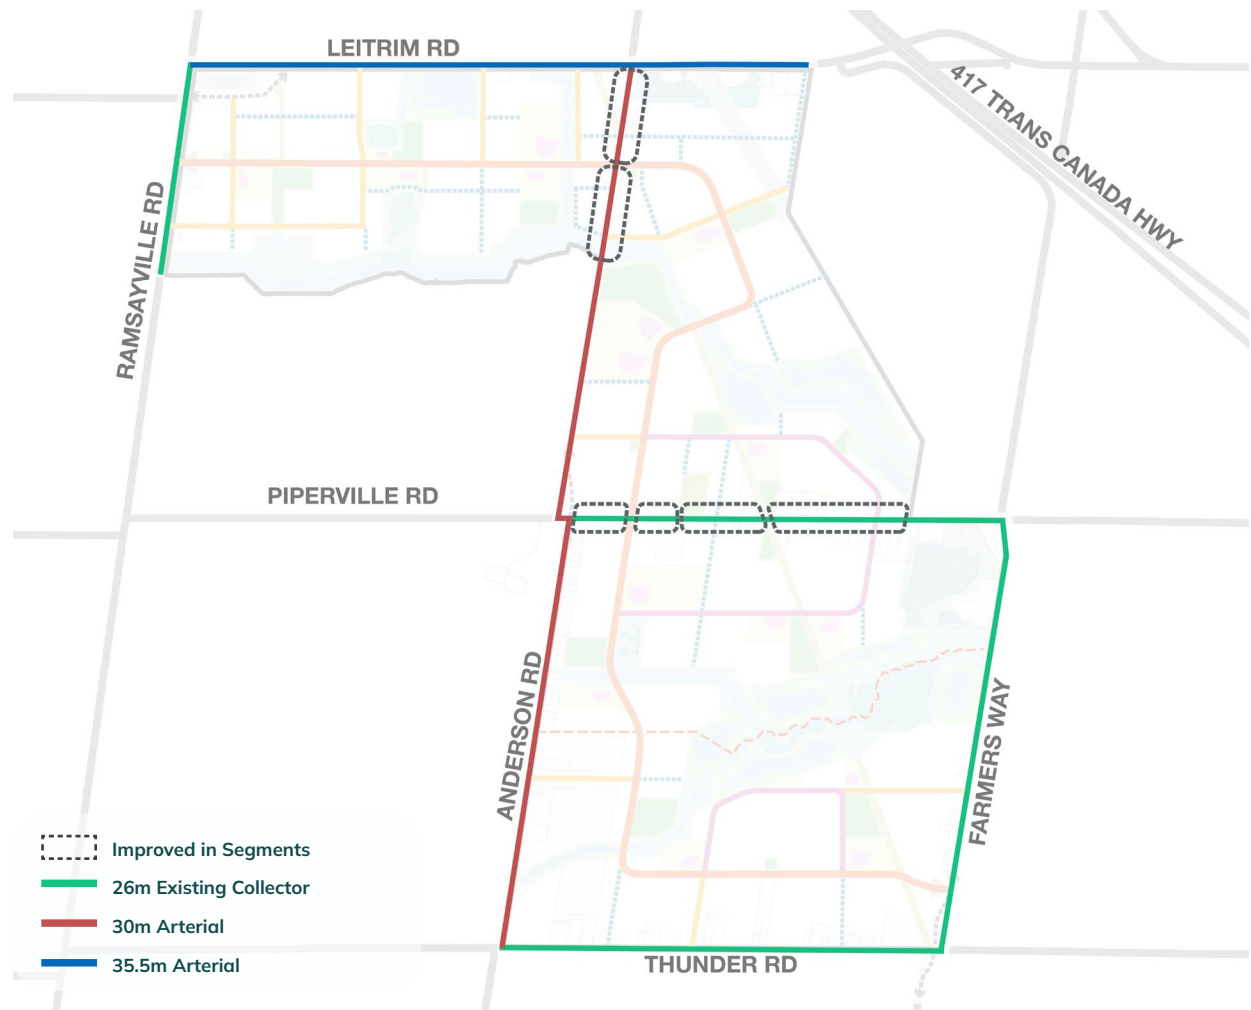 LEITRIM RD
417 TRANS CANADA HWY
RAMSAYVILLE RD
PIPERVILLE RD
ANDERSON RD
FARMERS WAY
Improved in Segments
26m Existing Collector
30m Arterial
35.5m Arterial
THUNDER RD